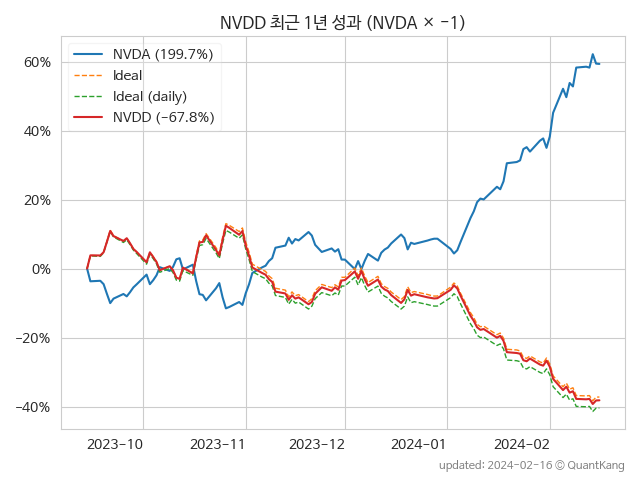 NVDD 최근 1년 성과 (NVDA × −1)
NVDA (199.7%)
Ideal
Ideal (daily)
NVDD (−67.8%)
60%
40%
20%
0%
−20%
−40%
2023-10
2023-11
2023-12
2024-01
2024-02
updated: 2024-02-16 © QuantKang